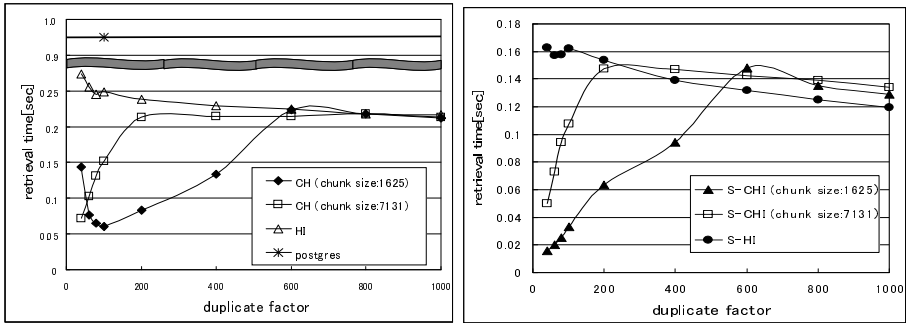 1.0
0.9
0.25
0.2
0.1
0.05
0
retrieval time[sec]
0 200 400 600 800 1000
duplicate factor
CH (chunk size:1625)
CH (chunk size:7131)
HI
postgres
0.18
0.16
0.14
0.12
0.1
0.08
0.06
0.04
0.02
0
retrieval time[sec]
0 200 400 600 800 1000
duplicate factor
S-CHI (chunk size:1625)
S-CHI (chunk size:7131)
S-HI